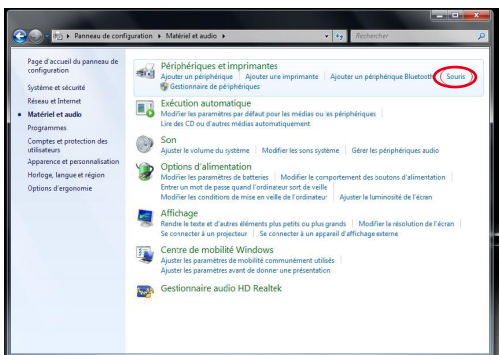 Panneau de configuration ▸ Matériel et audio ▸
Rechercher
Page d'accueil du panneau de
configuration
Système et sécurité
Réseau et Internet
Matériel et audio
Programmes
Comptes et protection des
utilisateurs
Apparence et personnalisation
Horloge, langue et région
Options d'ergonomie
Périphériques et imprimantes
Ajouter un périphérique | Ajouter une imprimante | Ajouter un périphérique Bluetooth | Souris
Gestionnaire de périphériques
Exécution automatique
Modifier les paramètres par défaut pour les médias ou les périphériques
Lire des CD ou d'autres médias automatiquement
Son
Ajuster le volume du système | Modifier les sons système | Gérer les périphériques audio
Options d'alimentation
Modifier les paramètres de batteries | Modifier le comportement des boutons d'alimentation
Entrer un mot de passe quand l'ordinateur sort de veille
Modifier les conditions de mise en veille de l'ordinateur | Ajuster la luminosité de l'écran
Affichage
Rendre le texte et d'autres éléments plus petits ou plus grands | Modifier la résolution de l'écran
Se connecter à un projecteur | Se connecter à un appareil d'affichage externe
Centre de mobilité Windows
Ajuster les paramètres de mobilité communément utilisés
Ajuster les paramètres avant de donner une présentation
Gestionnaire audio HD Realtek